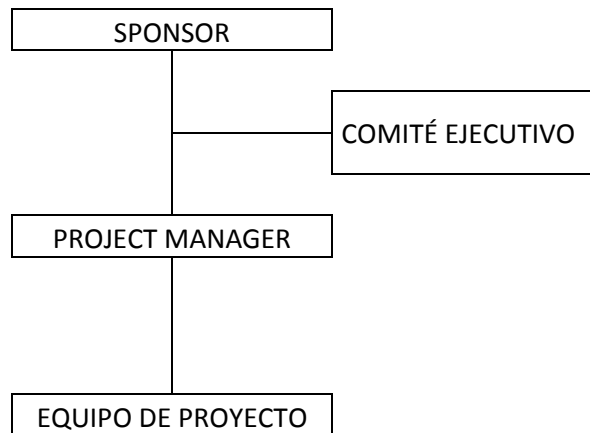 SPONSOR
COMITÉ EJECUTIVO
PROJECT MANAGER
EQUIPO DE PROYECTO